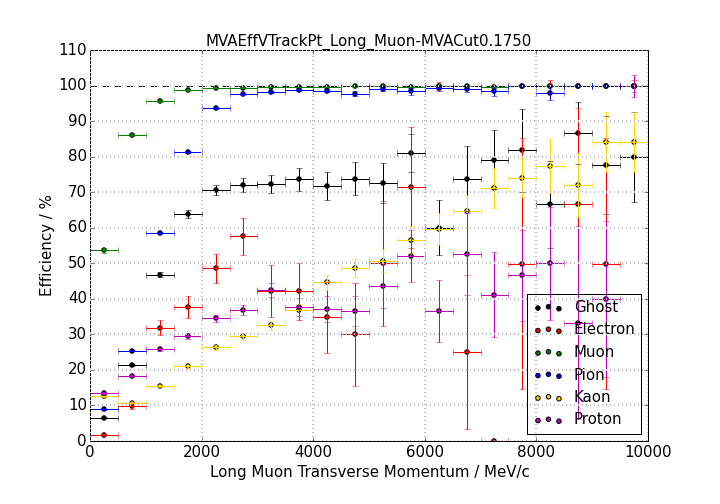 MVAEffVTrackPt_Long_Muon-MVACut0.1750
110
100
90
80
70
60
50
40
30
20
10
0
Efficiency / %
Ghost
Electron
Muon
Pion
Kaon
Proton
0 2000 4000 6000 8000 10000
Long Muon Transverse Momentum / MeV/c